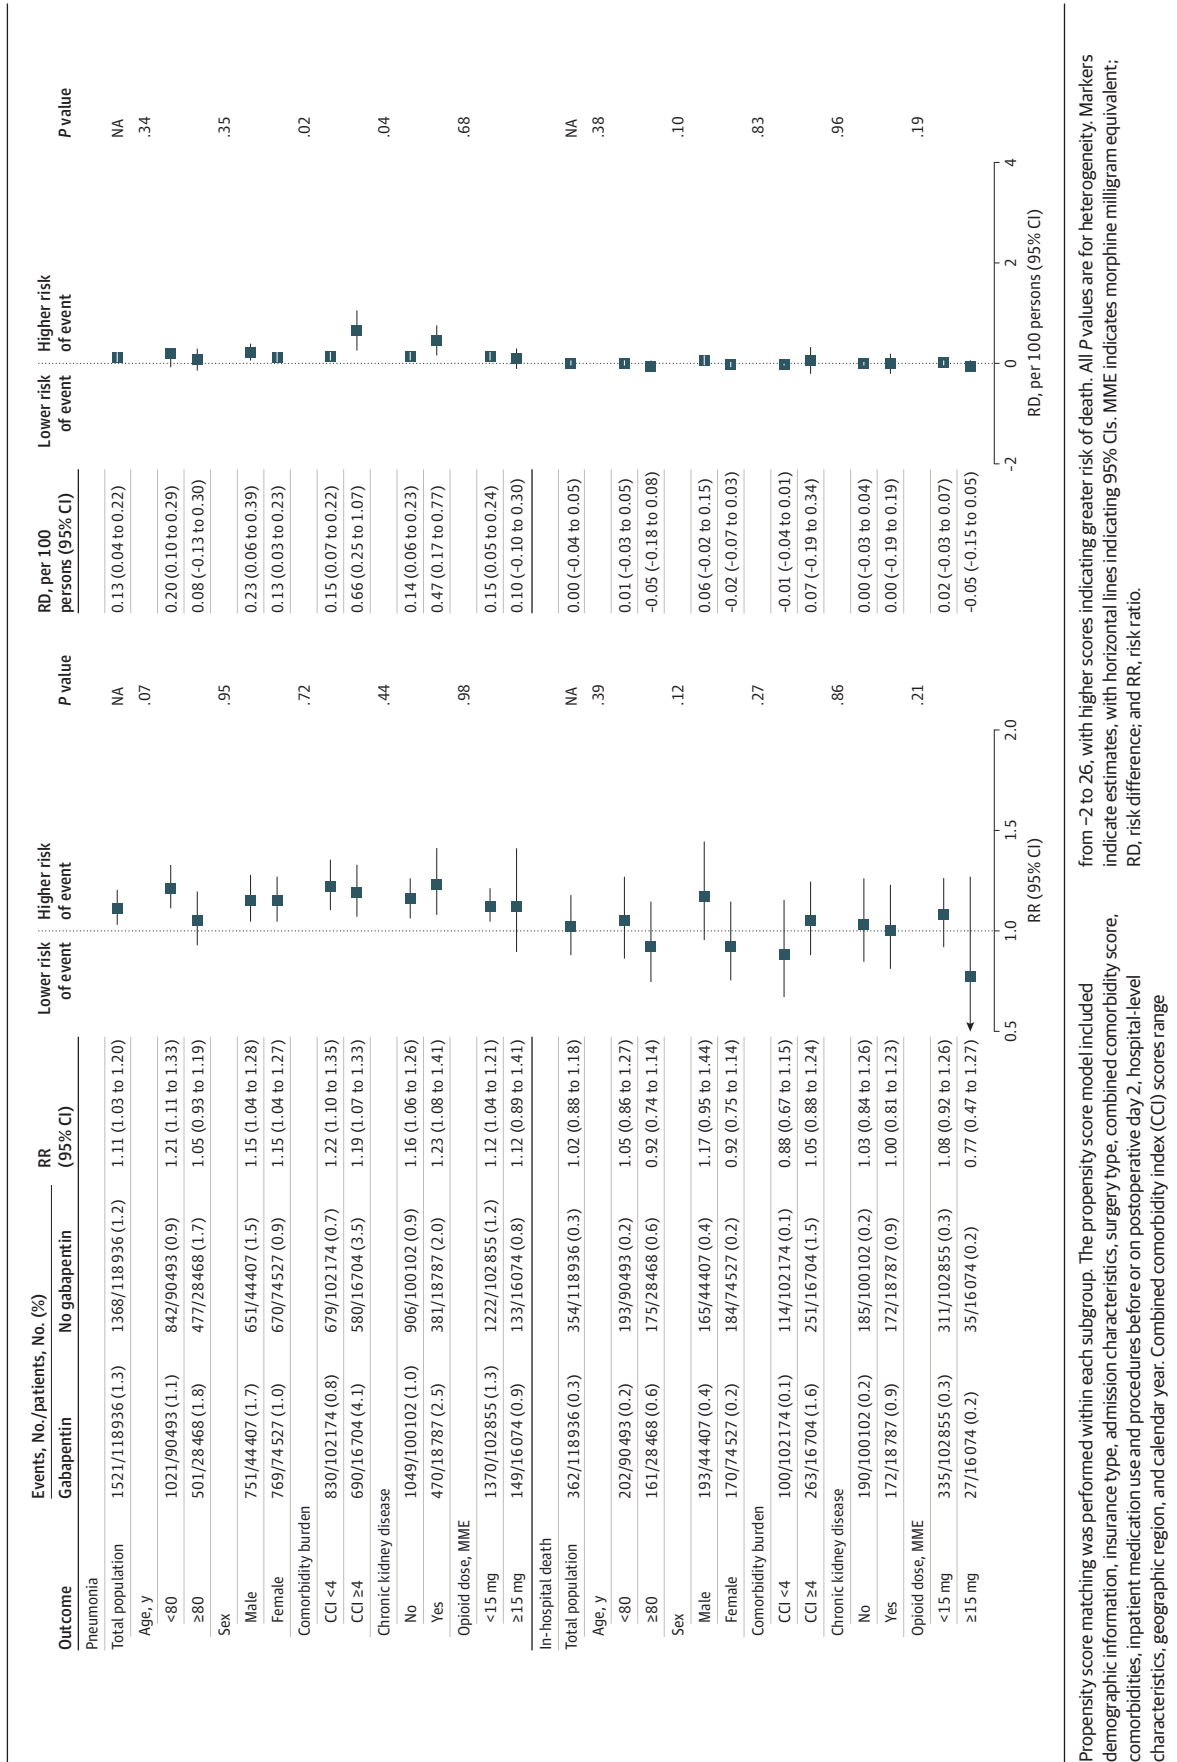 Events, No./patients, No. (%)
Outcome Gabapentin No gabapentin RR (95% CI) Lower risk of event Higher risk of event P value RD, per 100 persons (95% CI) Lower risk of event Higher risk of event P value
Pneumonia
Total population 1521/118936 (1.3) 1368/118936 (1.2) 1.11 (1.03 to 1.20) NA 0.13 (0.04 to 0.22) NA
Age, y .07 .34
<80 1021/90493 (1.1) 842/90493 (0.9) 1.21 (1.11 to 1.33) 0.20 (0.10 to 0.29)
≥80 501/28468 (1.8) 477/28468 (1.7) 1.05 (0.93 to 1.19) 0.08 (-0.13 to 0.30)
Sex .95 .35
Male 751/44407 (1.7) 651/44407 (1.5) 1.15 (1.04 to 1.28) 0.23 (0.06 to 0.39)
Female 769/74527 (1.0) 670/74527 (0.9) 1.15 (1.04 to 1.27) 0.13 (0.03 to 0.23)
Comorbidity burden .72 .02
CCI <4 830/102174 (0.8) 679/102174 (0.7) 1.22 (1.10 to 1.35) 0.15 (0.07 to 0.22)
CCI ≥4 690/16704 (4.1) 580/16704 (3.5) 1.19 (1.07 to 1.33) 0.66 (0.25 to 1.07)
Chronic kidney disease .44 .04
No 1049/100102 (1.0) 906/100102 (0.9) 1.16 (1.06 to 1.26) 0.14 (0.06 to 0.23)
Yes 470/18787 (2.5) 381/18787 (2.0) 1.23 (1.08 to 1.41) 0.47 (0.17 to 0.77)
Opioid dose, MME .98 .68
<15 mg 1370/102855 (1.3) 1222/102855 (1.2) 1.12 (1.04 to 1.21) 0.15 (0.05 to 0.24)
≥15 mg 149/16074 (0.9) 133/16074 (0.8) 1.12 (0.89 to 1.41) 0.10 (-0.10 to 0.30)
In-hospital death
Total population 362/118936 (0.3) 354/118936 (0.3) 1.02 (0.88 to 1.18) NA 0.00 (-0.04 to 0.05) NA
Age, y .39 .38
<80 202/90493 (0.2) 193/90493 (0.2) 1.05 (0.86 to 1.27) 0.01 (-0.03 to 0.05)
≥80 161/28468 (0.6) 175/28468 (0.6) 0.92 (0.74 to 1.14) -0.05 (-0.18 to 0.08)
Sex .12 .10
Male 193/44407 (0.4) 165/44407 (0.4) 1.17 (0.95 to 1.44) 0.06 (-0.02 to 0.15)
Female 170/74527 (0.2) 184/74527 (0.2) 0.92 (0.75 to 1.14) -0.02 (-0.07 to 0.03)
Comorbidity burden .27 .83
CCI <4 100/102174 (0.1) 114/102174 (0.1) 0.88 (0.67 to 1.15) -0.01 (-0.04 to 0.01)
CCI ≥4 263/16704 (1.6) 251/16704 (1.5) 1.05 (0.88 to 1.24) 0.07 (-0.19 to 0.34)
Chronic kidney disease .86 .96
No 190/100102 (0.2) 185/100102 (0.2) 1.03 (0.84 to 1.26) 0.00 (-0.03 to 0.04)
Yes 172/18787 (0.9) 172/18787 (0.9) 1.00 (0.81 to 1.23) 0.00 (-0.19 to 0.19)
Opioid dose, MME .21 .19
<15 mg 335/102855 (0.3) 311/102855 (0.3) 1.08 (0.92 to 1.26) 0.02 (-0.03 to 0.07)
≥15 mg 27/16074 (0.2) 35/16074 (0.2) 0.77 (0.47 to 1.27) -0.05 (-0.15 to 0.05)
0.5 1.0 1.5 2.0
RR (95% CI)
-2 0 2 4
RD, per 100 persons (95% CI)
Propensity score matching was performed within each subgroup. The propensity score model included
demographic information, insurance type, admission characteristics, surgery type, combined comorbidity score,
comorbidities, inpatient medication use and procedures before or on postoperative day 2, hospital-level
characteristics, geographic region, and calendar year. Combined comorbidity index (CCI) scores range
from −2 to 26, with higher scores indicating greater risk of death. All P values are for heterogeneity. Markers
indicate estimates, with horizontal lines indicating 95% CIs. MME indicates morphine milligram equivalent;
RD, risk difference; and RR, risk ratio.